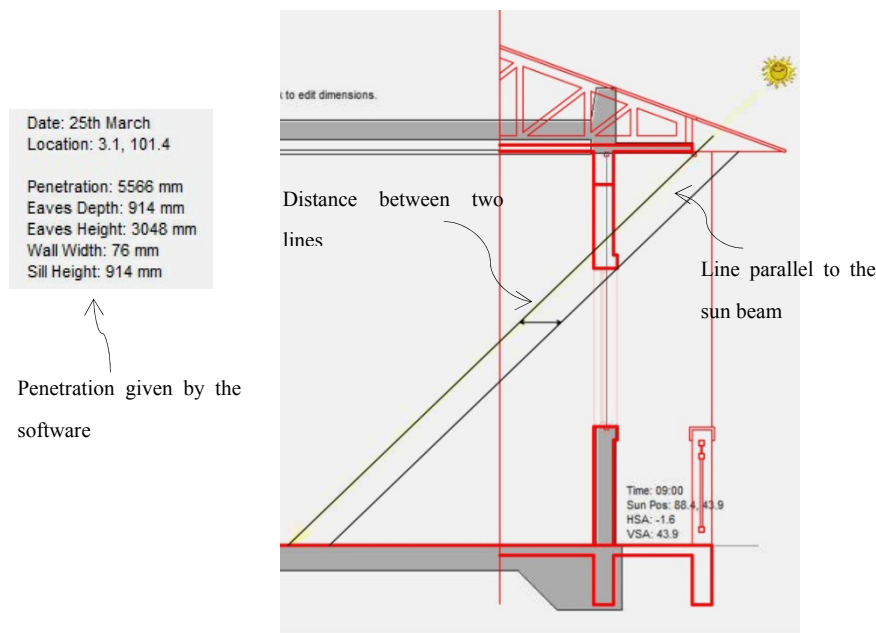 Date: 25th March
Location: 3.1, 101.4
Penetration: 5566 mm
Eaves Depth: 914 mm
Eaves Height: 3048 mm
Wall Width: 76 mm
Sill Height: 914 mm
Penetration given by the
software
k to edit dimensions.
Distance between two
lines
Line parallel to the
sun beam
Time: 09:00
Sun Pos: 88.4, 43.9
HSA: -1.6
VSA: 43.9